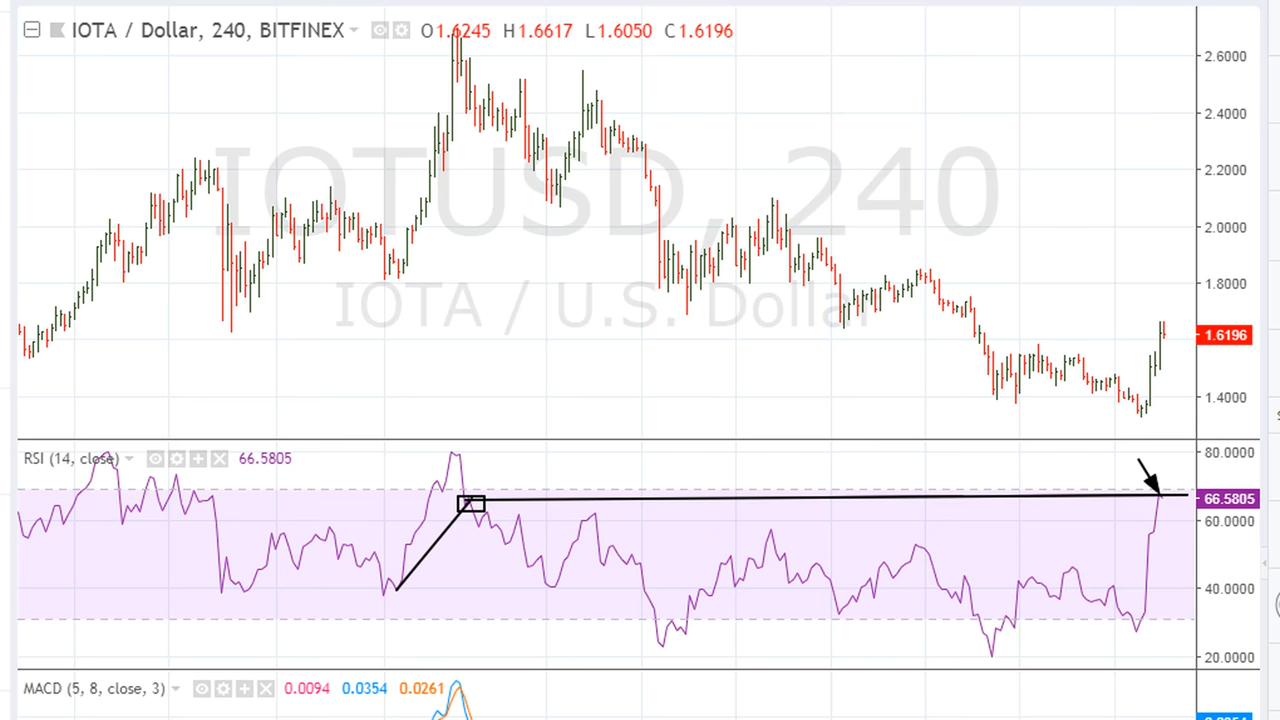 IOTA / Dollar, 240, BITFINEX O1.6245 H1.6617 L1.6050 C1.6196
2.6000
2.4000
IOTUSD, 240
2.2000
2.0000
IOTA / U.S. Dollar
1.8000
1.6196
1.4000
RSI (14, close) 66.5805
80.0000
66.5805
60.0000
40.0000
20.0000
MACD (5, 8, close, 3) 0.0094 0.0354 0.0261